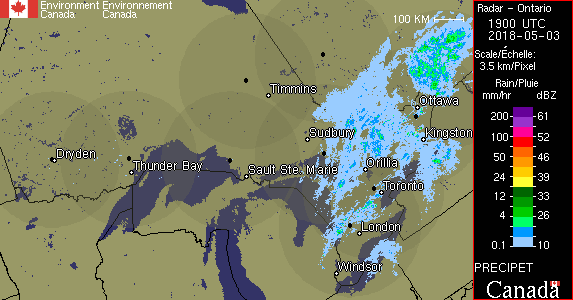 Environment Environnement
Canada Canada
100 KM
Timmins
Ottawa
Sudbury
Kingston
Dryden
Thunder Bay
Sault Ste. Marie
Orillia
Toronto
London
Windsor
Radar - Ontario
1900 UTC
2018-05-03
Scale/Échelle:
3.5 km/Pixel
Rain/Pluie
mm/hr dBZ
200 61
100 52
50 46
24 39
12 33
4 26
0.1 10
PRECIPET
Canada